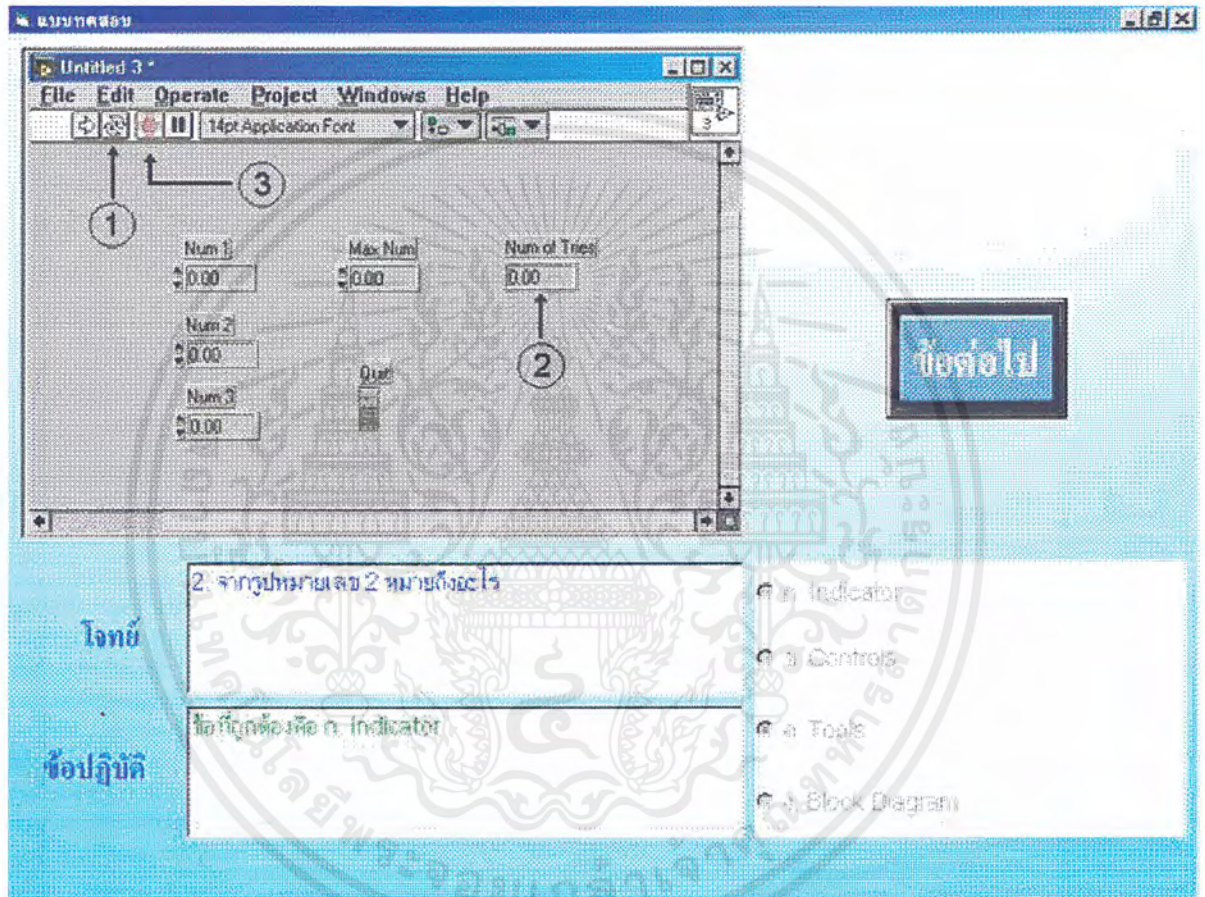 แบบทดสอบ
Untitled 3 *
File Edit Operate Project Windows Help
14pt Application Font
3
1
3
Num 1
0.00
Max Num
0.00
Num of Tries
0.00
2
Num 2
0.00
Quit
Num 3
0.00
ข้อต่อไป
โจทย์
2. จากรูปหมายเลข 2 หมายถึงอะไร
ก. Indicator
ข. Controls
ค. Tools
ง. Block Diagram
ข้อปฏิบัติ
ข้อที่ถูกต้องคือ ก. Indicator